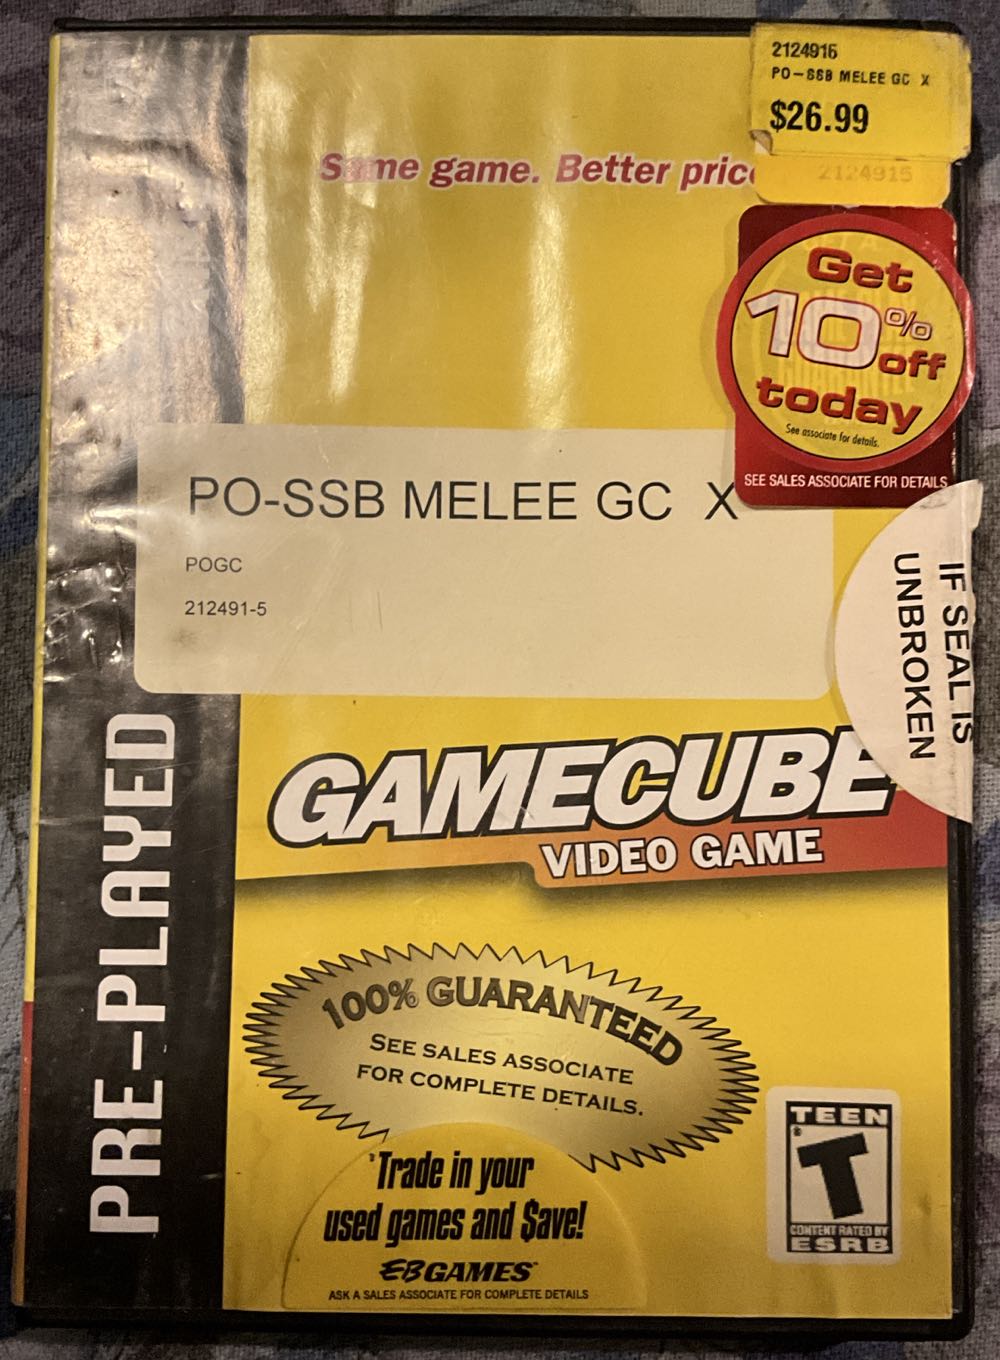 2124916
PO-SSB MELEE GC X
$26.99
2124915
Same game. Better price
Get
10%
off
today
See associate for details.
SEE SALES ASSOCIATE FOR DETAILS
PO-SSB MELEE GC X
POGC
212491-5
IF SEAL IS
UNBROKEN
PRE-PLAYED
GAMECUBE
VIDEO GAME
100% GUARANTEED
SEE SALES ASSOCIATE
FOR COMPLETE DETAILS.
Trade in your
used games and $ave!
EBGAMES
ASK A SALES ASSOCIATE FOR COMPLETE DETAILS
TEEN
T
CONTENT RATED BY
ESRB